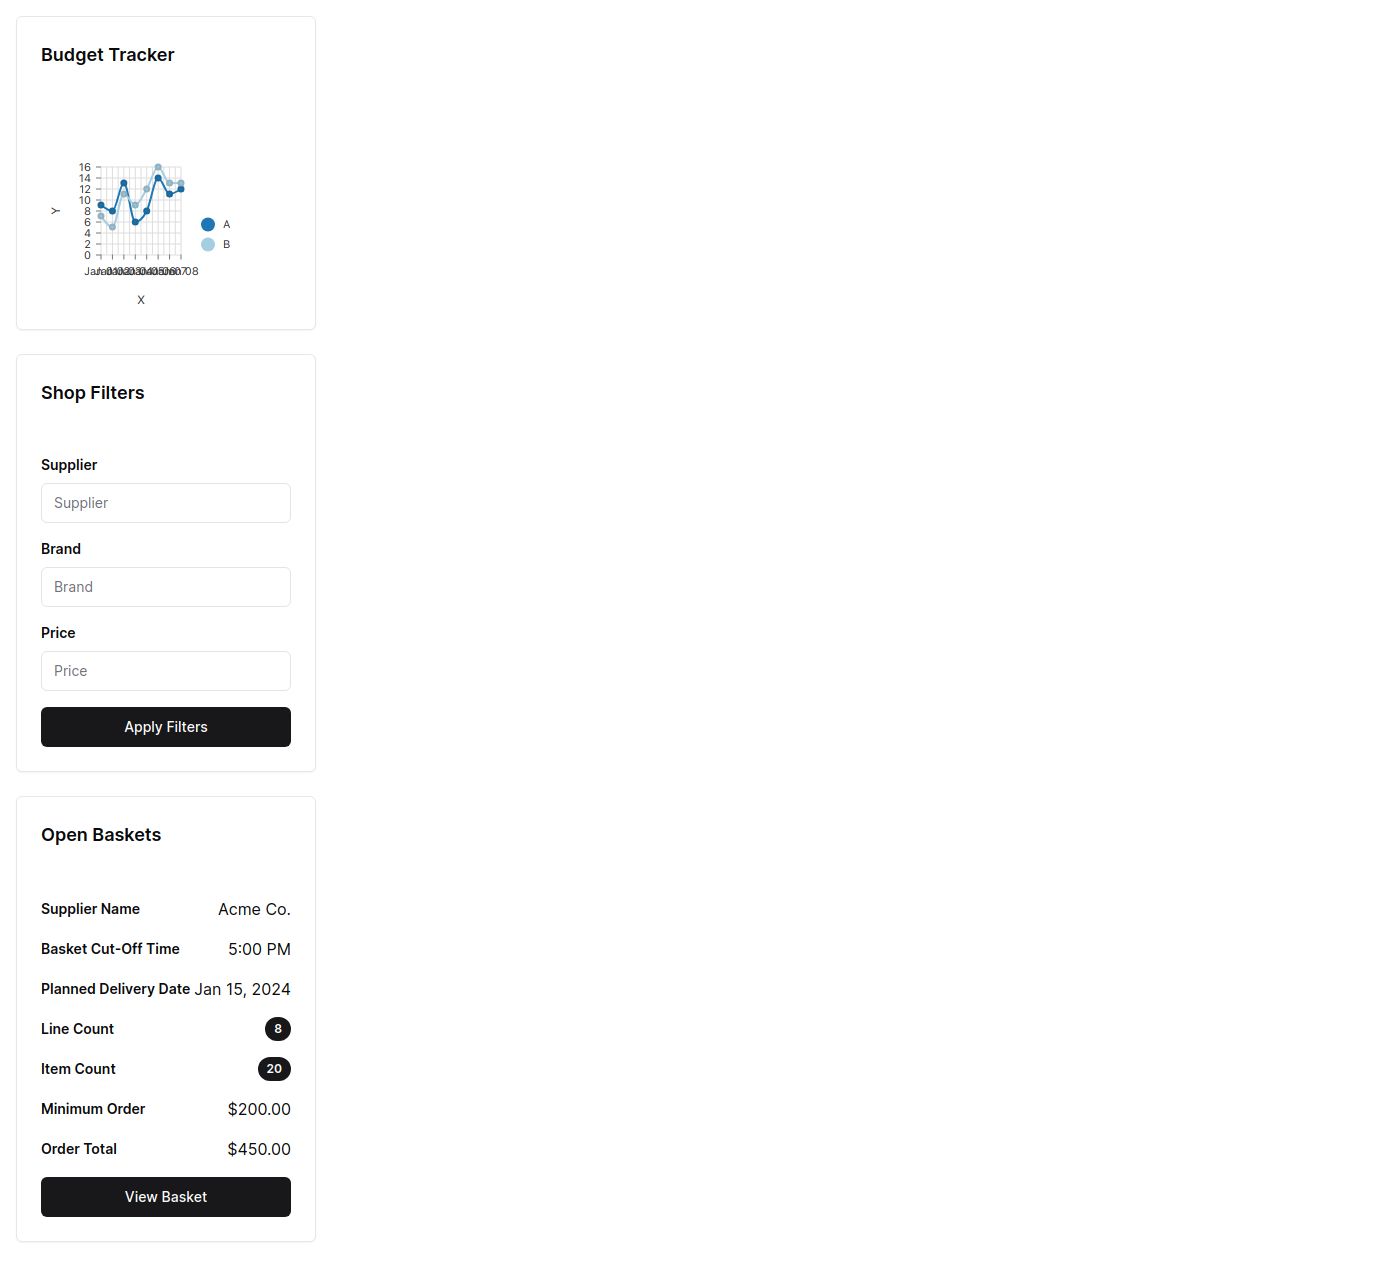 Budget Tracker
16
14
12
10
8
6
4
2
0
Y
A
B
X
Shop Filters
Supplier
Supplier
Brand
Brand
Price
Price
Apply Filters
Open Baskets
Supplier Name Acme Co.
Basket Cut-Off Time 5:00 PM
Planned Delivery Date Jan 15, 2024
Line Count 8
Item Count 20
Minimum Order $200.00
Order Total $450.00
View Basket